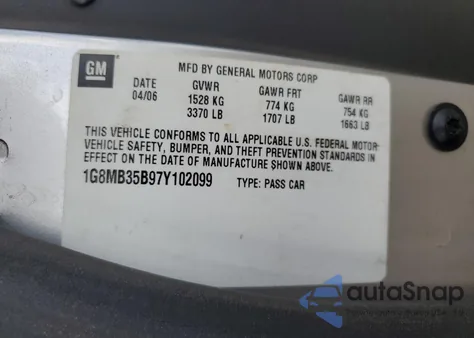 GM
MFD BY GENERAL MOTORS CORP
DATE GVWR GAWR FRT GAWR RR
04/06 1528 KG 774 KG 754 KG
3370 LB 1707 LB 1663 LB
THIS VEHICLE CONFORMS TO ALL APPLICABLE U.S. FEDERAL MOTOR
VEHICLE SAFETY, BUMPER, AND THEFT PREVENTION STANDARDS IN
EFFECT ON THE DATE OF MANUFACTURE SHOWN ABOVE.
1G8MB35B97Y102099 TYPE: PASS CAR
autoSnap